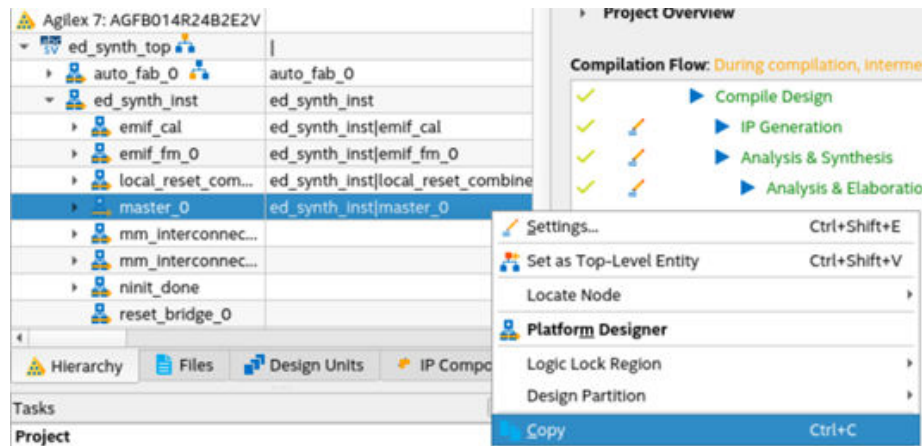 Agilex 7: AGFB014R24B2E2V
ed_synth_top
auto_fab_0 auto_fab_0
ed_synth_inst ed_synth_inst
emif_cal ed_synth_inst|emif_cal
emif_fm_0 ed_synth_inst|emif_fm_0
local_reset_com... ed_synth_inst|local_reset_combine
master_0 ed_synth_inst|master_0
mm_interconnec...
mm_interconnec...
ninit_done
reset_bridge_0
Hierarchy Files Design Units IP Compo
Tasks
Project
Project Overview
Compilation Flow: During compilation, interme
Compile Design
IP Generation
Analysis & Synthesis
Analysis & Elaboratio
Settings... Ctrl+Shift+E
Set as Top-Level Entity Ctrl+Shift+V
Locate Node
Platform Designer
Logic Lock Region
Design Partition
Copy Ctrl+C